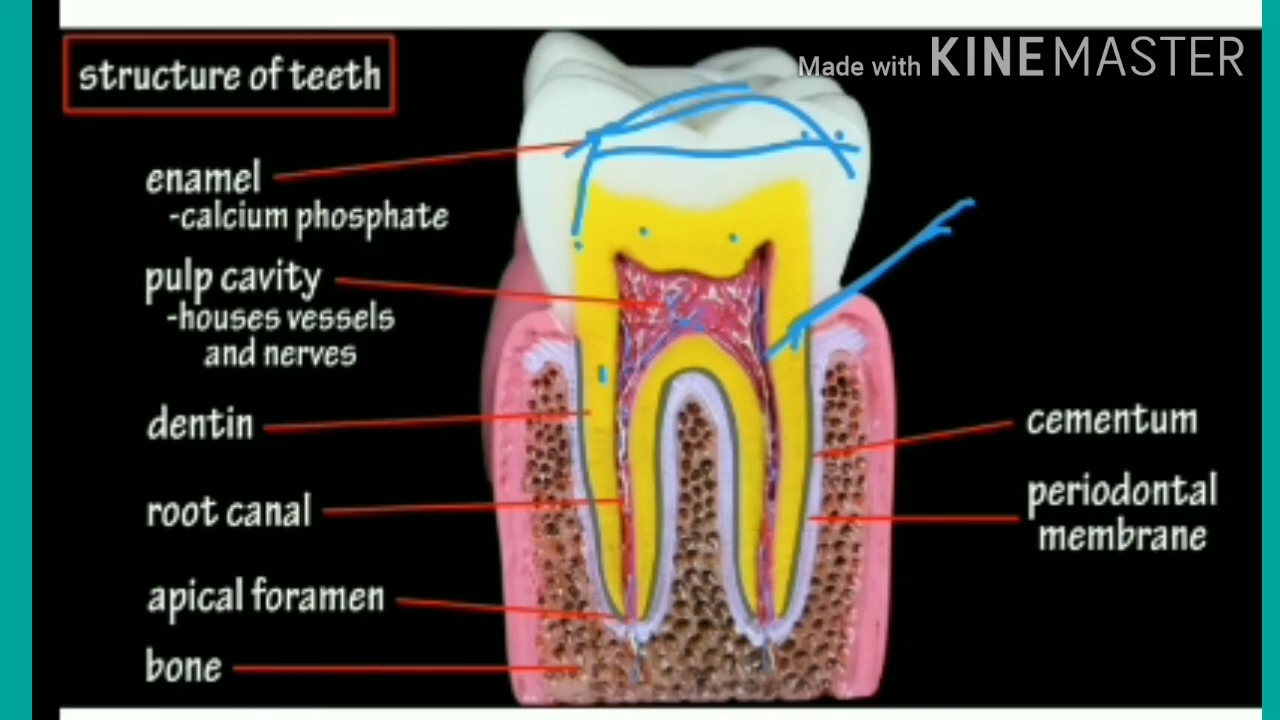 structure of teeth
Made with KINEMASTER
enamel
-calcium phosphate
pulp cavity
-houses vessels
and nerves
dentin
root canal
apical foramen
bone
cementum
periodontal
membrane